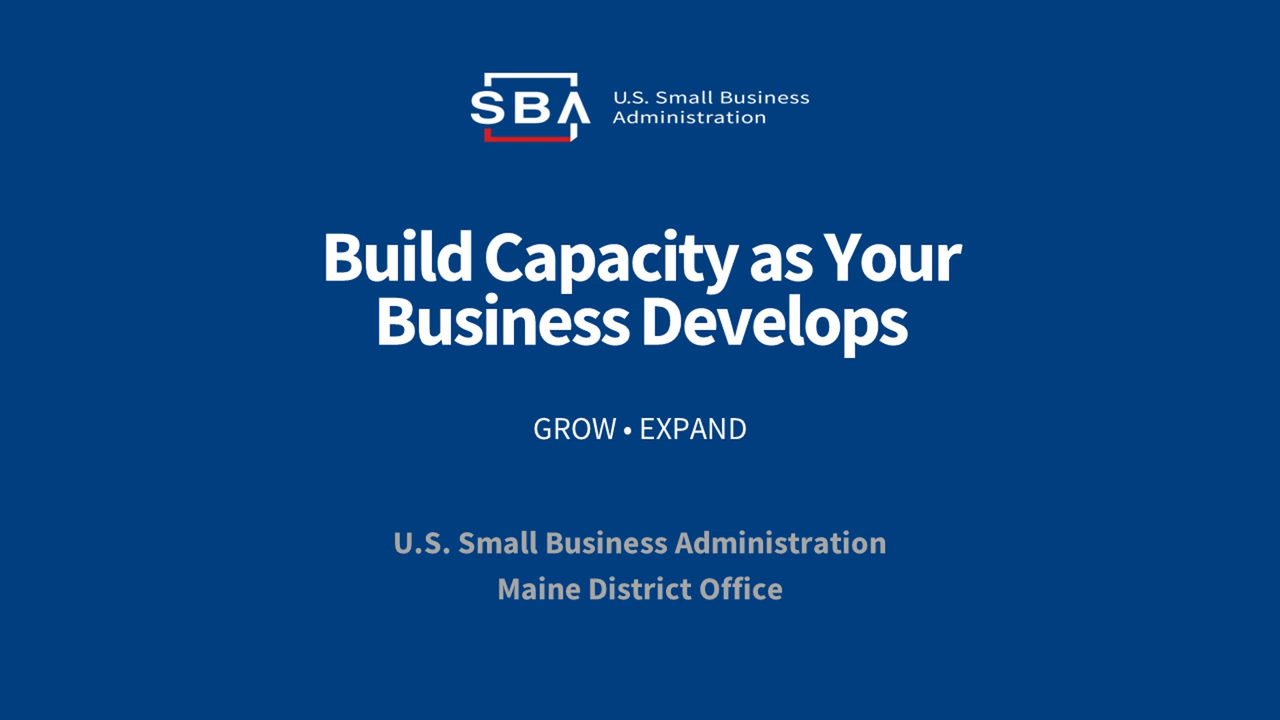 SBA
U.S. Small Business
Administration
Build Capacity as Your
Business Develops
GROW • EXPAND
U.S. Small Business Administration
Maine District Office